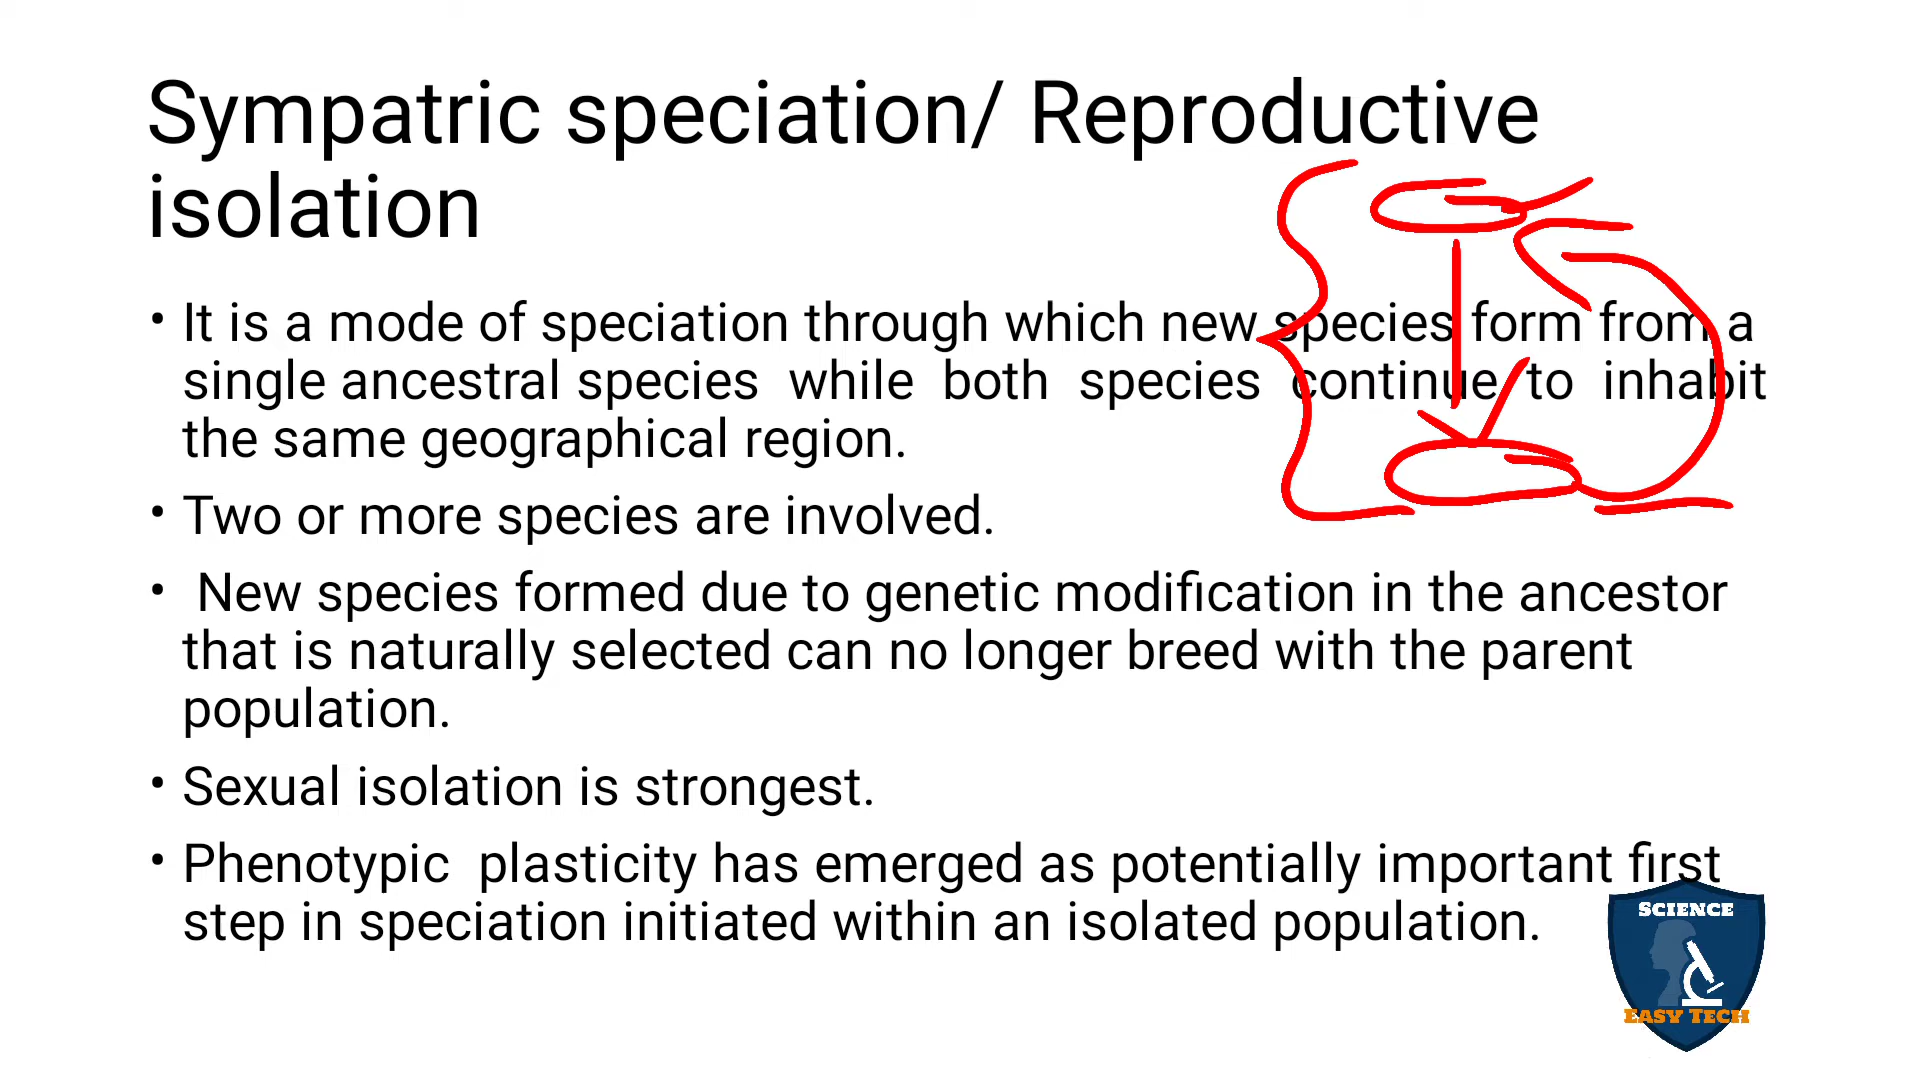 Sympatric speciation/ Reproductive
isolation
• It is a mode of speciation through which new species form from a
single ancestral species while both species continue to inhabit
the same geographical region.
• Two or more species are involved.
• New species formed due to genetic modification in the ancestor
that is naturally selected can no longer breed with the parent
population.
• Sexual isolation is strongest.
• Phenotypic plasticity has emerged as potentially important first
step in speciation initiated within an isolated population.
SCIENCE
EASY TECH